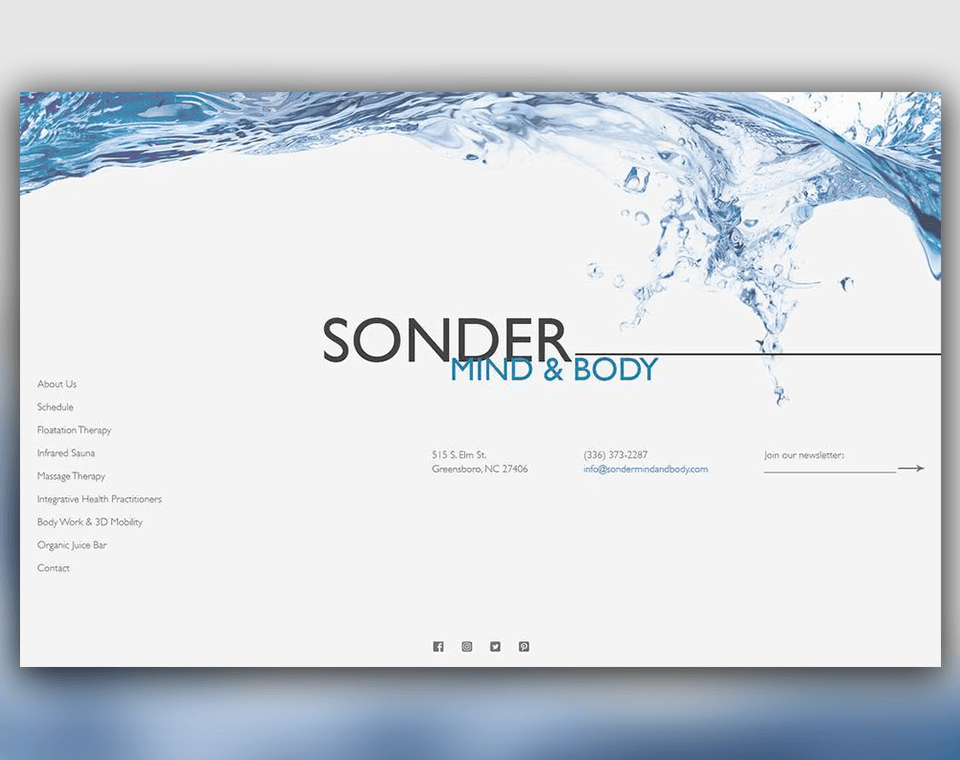 SONDER
MIND & BODY
About Us
Schedule
Floatation Therapy
Infrared Sauna
Massage Therapy
Integrative Health Practitioners
Body Work & 3D Mobility
Organic Juice Bar
Contact
515 S. Elm St.
Greensboro, NC 27406
(336) 373-2287
info@sondermindandbody.com
Join our newsletter: